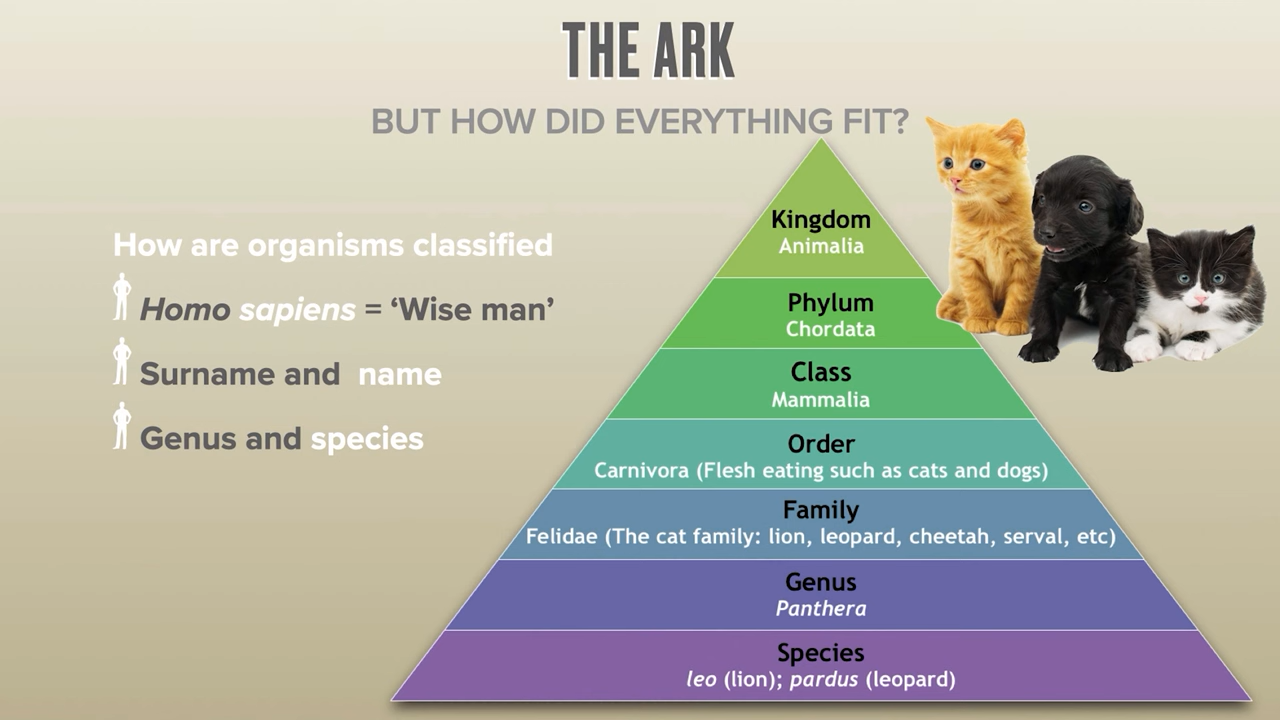 THE ARK
BUT HOW DID EVERYTHING FIT?
How are organisms classified
Homo sapiens = ‘Wise man’
Surname and name
Genus and species
Kingdom
Animalia
Phylum
Chordata
Class
Mammalia
Order
Carnivora (Flesh eating such as cats and dogs)
Family
Felidae (The cat family: lion, leopard, cheetah, serval, etc)
Genus
Panthera
Species
leo (lion); pardus (leopard)